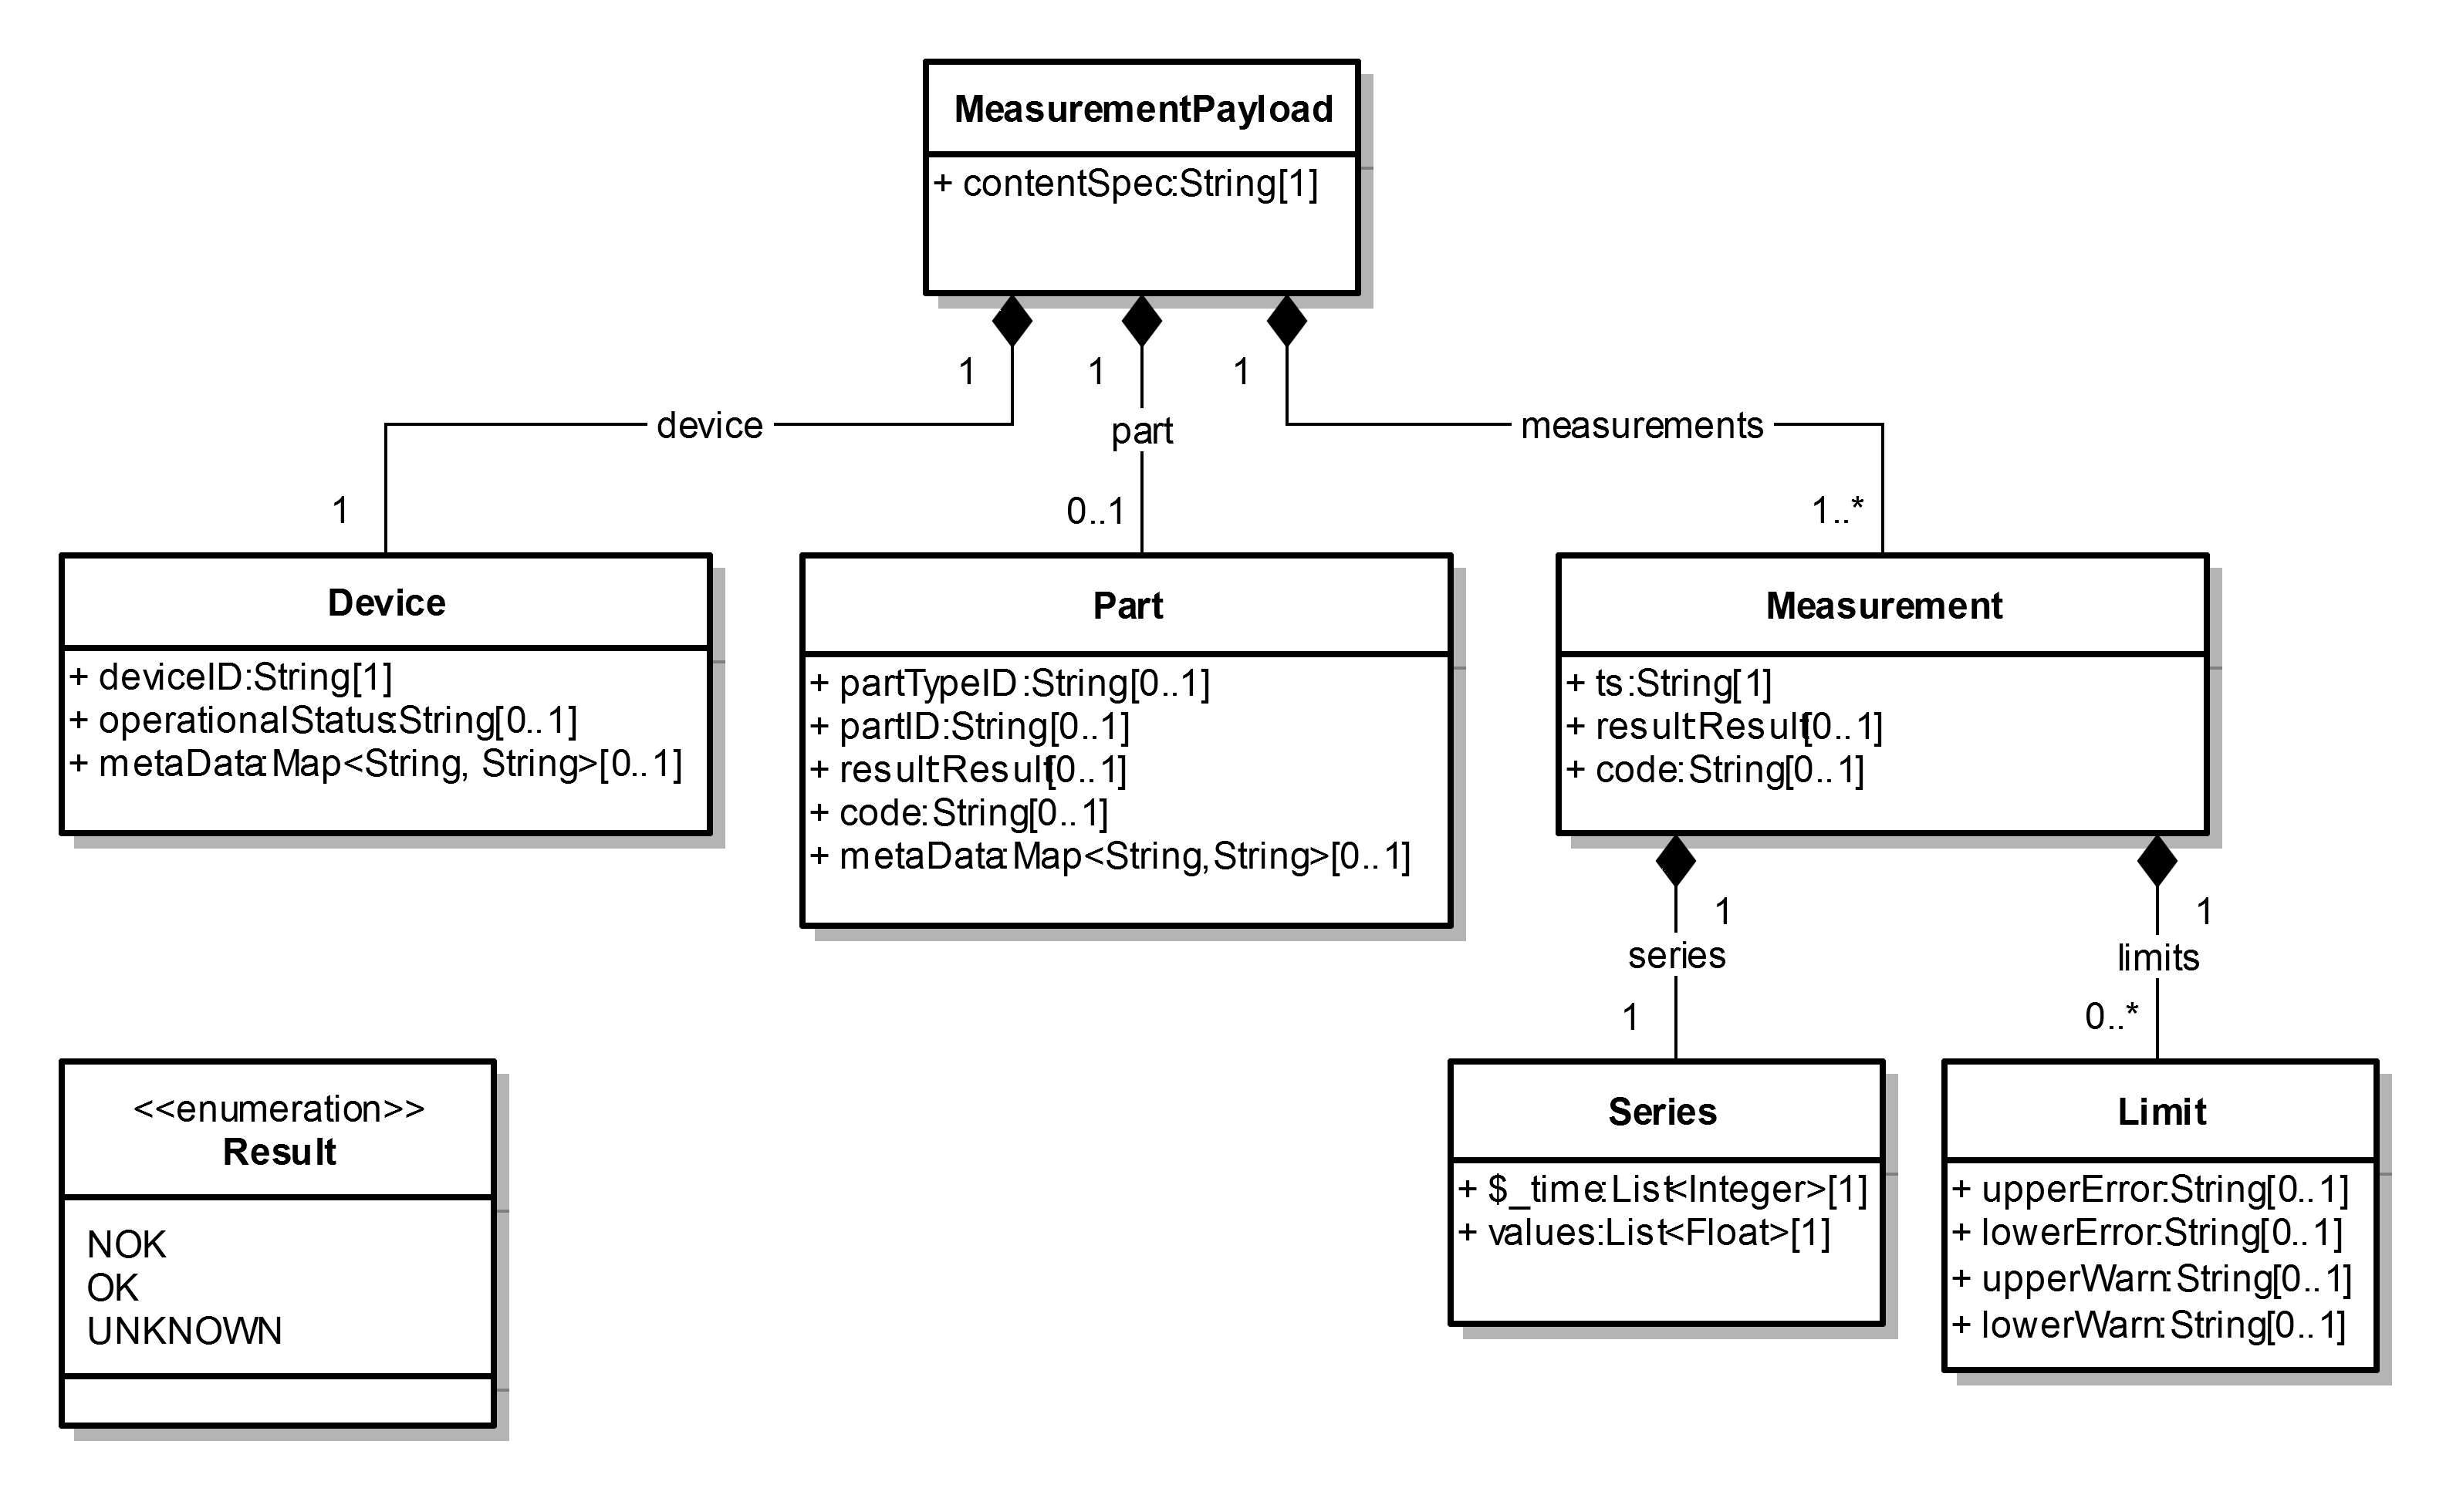 MeasurementPayload
+ contentSpec:String[1]
1
1
1
device
part
measurements
1
0..1
1..*
Device
+ deviceID:String[1]
+ operationalStatus:String[0..1]
+ metaData:Map<String, String>[0..1]
Part
+ partTypeID:String[0..1]
+ partID:String[0..1]
+ result:Result[0..1]
+ code:String[0..1]
+ metaData:Map<String,String>[0..1]
Measurement
+ ts:String[1]
+ result:Result[0..1]
+ code:String[0..1]
1
1
series
limits
1
0..*
<<enumeration>>
Result
NOK
OK
UNKNOWN
Series
+ $_time:List<Integer>[1]
+ values:List<Float>[1]
Limit
+ upperError:String[0..1]
+ lowerError:String[0..1]
+ upperWarn:String[0..1]
+ lowerWarn:String[0..1]